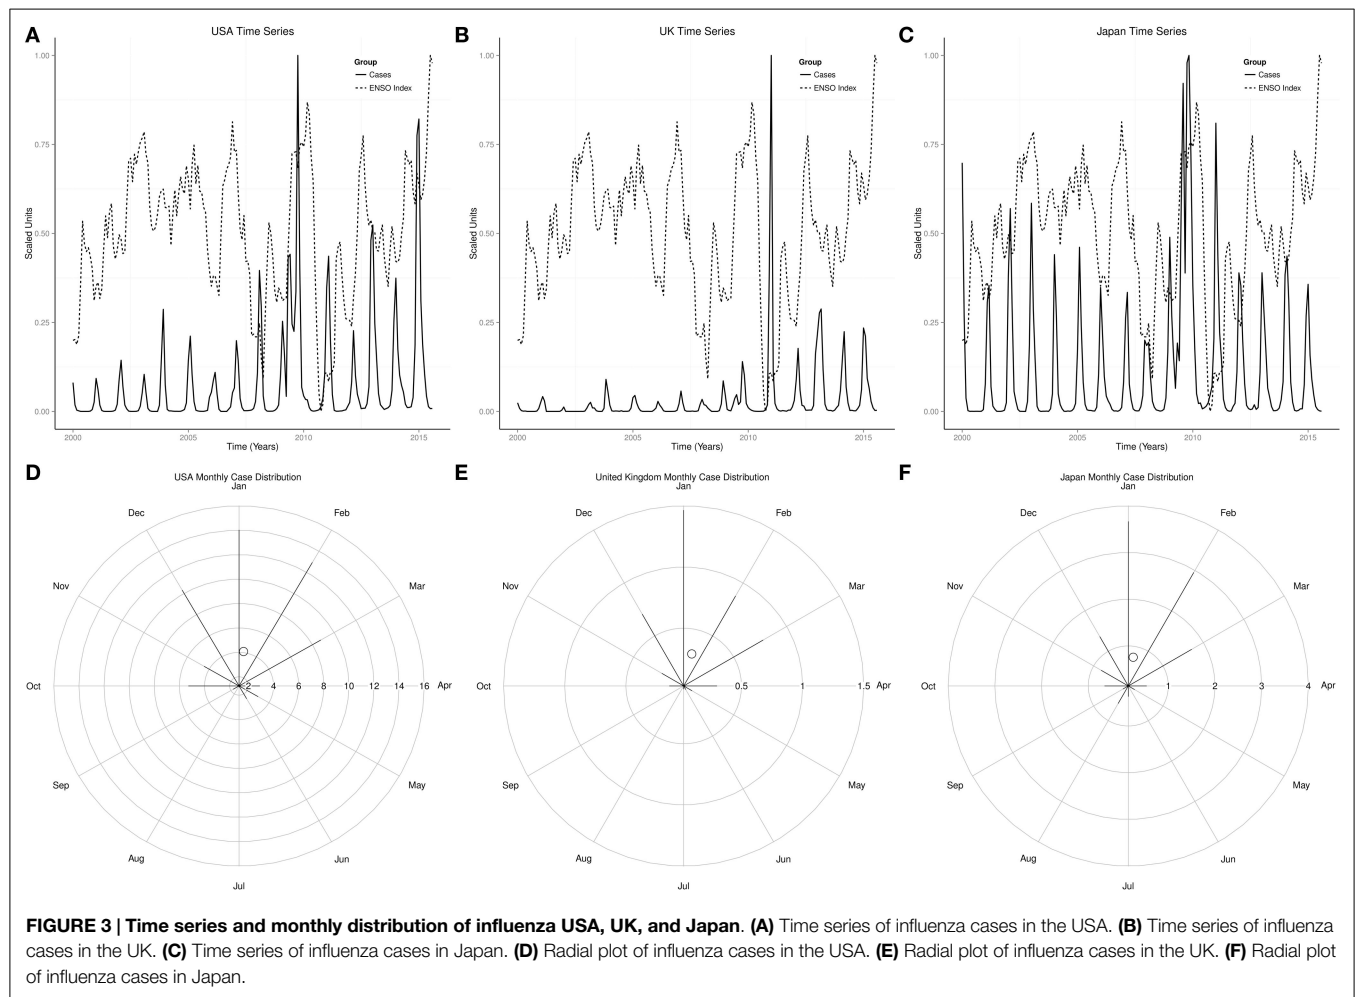 A
USA Time Series
1.00
0.75
0.50
0.25
0.00
Scaled Units
Group
Cases
ENSO Index
2000
2005
2010
2015
Time (Years)
B
UK Time Series
1.00
0.75
0.50
0.25
0.00
Scaled Units
Group
Cases
ENSO Index
2000
2005
2010
2015
Time (Years)
C
Japan Time Series
1.00
0.75
0.50
0.25
0.00
Scaled Units
Group
Cases
ENSO Index
2000
2005
2010
2015
Time (Years)
D
USA Monthly Case Distribution
Jan
Dec
Feb
Nov
Mar
Oct
2 4 6 8 10 12 14 16
Apr
Sep
May
Aug
Jun
Jul
E
United Kingdom Monthly Case Distribution
Jan
Dec
Feb
Nov
Mar
Oct
0.5 1 1.5
Apr
Sep
May
Aug
Jun
Jul
F
Japan Monthly Case Distribution
Jan
Dec
Feb
Nov
Mar
Oct
1 2 3 4
Apr
Sep
May
Aug
Jun
Jul
FIGURE 3 | Time series and monthly distribution of influenza USA, UK, and Japan. (A) Time series of influenza cases in the USA. (B) Time series of influenza
cases in the UK. (C) Time series of influenza cases in Japan. (D) Radial plot of influenza cases in the USA. (E) Radial plot of influenza cases in the UK. (F) Radial plot
of influenza cases in Japan.